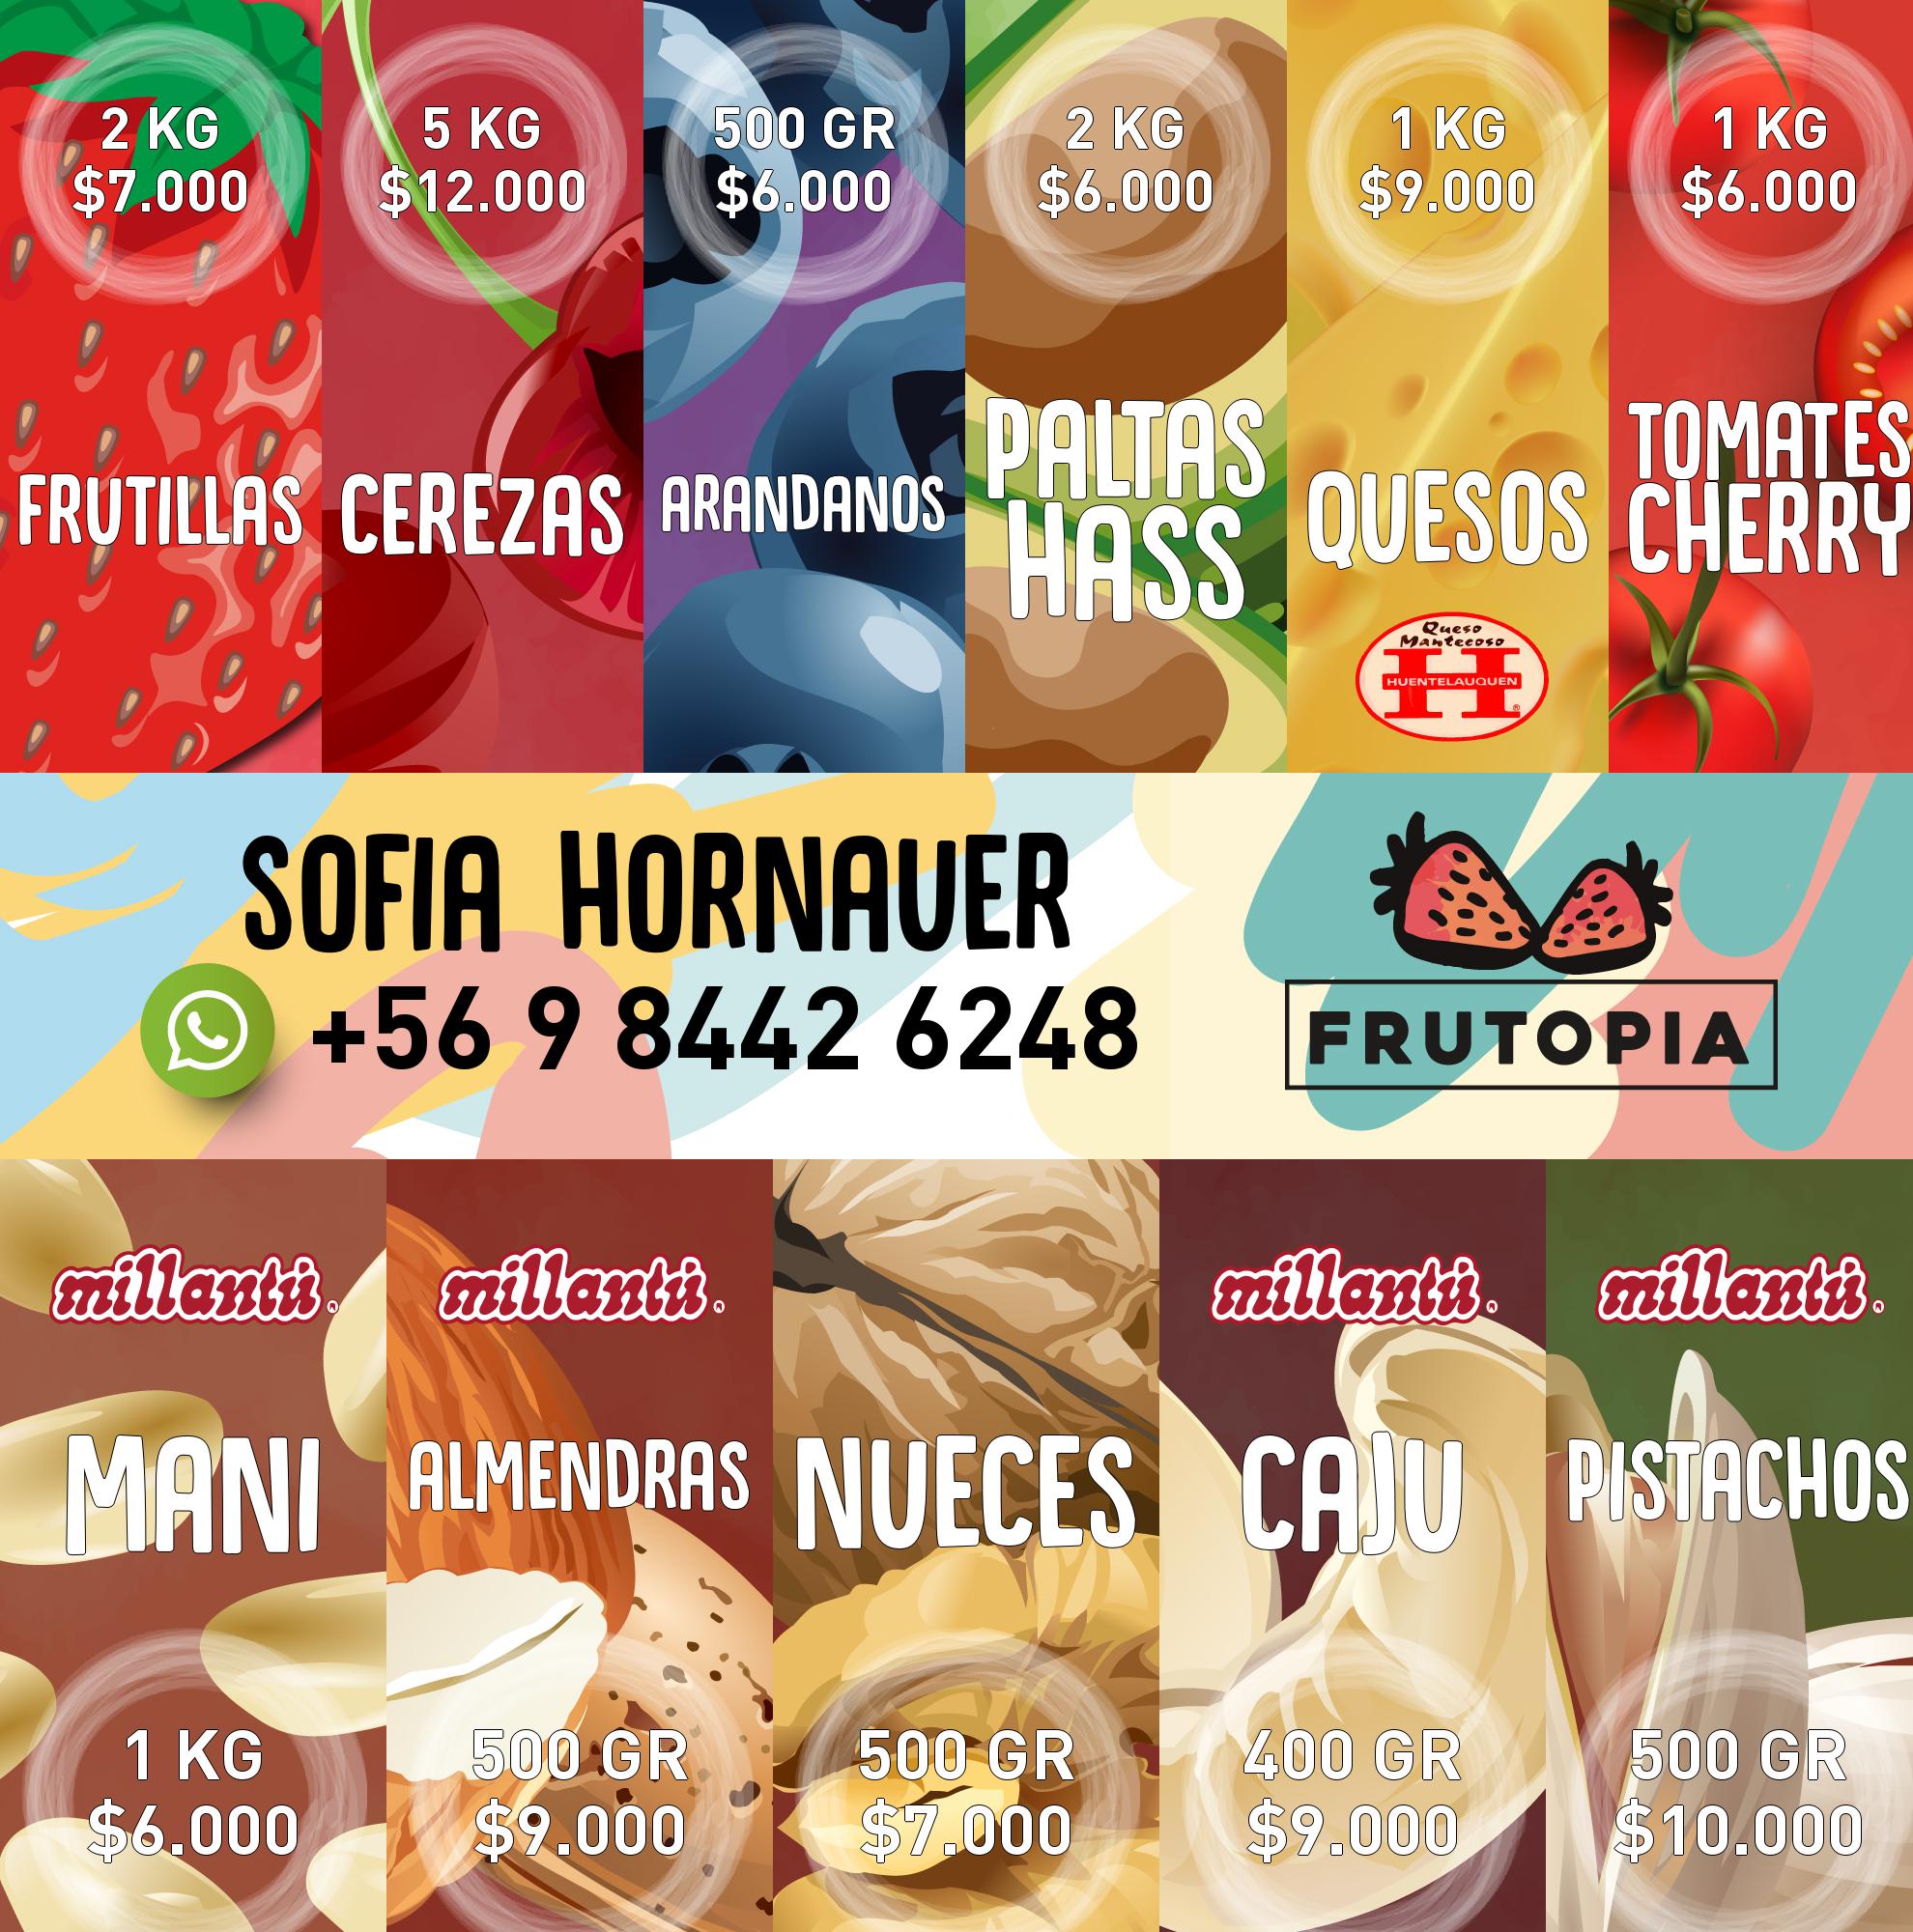 2 KG
$7.000
FRUTILLAS
5 KG
$12.000
CEREZAS
500 GR
$6.000
ARANDANOS
2 KG
$6.000
PALTAS
HASS
1 KG
$9.000
QUESOS
Queso
Mantecoso
H
HUENTELAUQUEN
®
1 KG
$6.000
TOMATES
CHERRY
SOFIA HORNAUER
+56 9 8442 6248
FRUTOPIA
millantú®
MANI
1 KG
$6.000
millantú®
ALMENDRAS
500 GR
$9.000
NUECES
500 GR
$7.000
millantú®
CAJU
400 GR
$9.000
millantú®
PISTACHOS
500 GR
$10.000